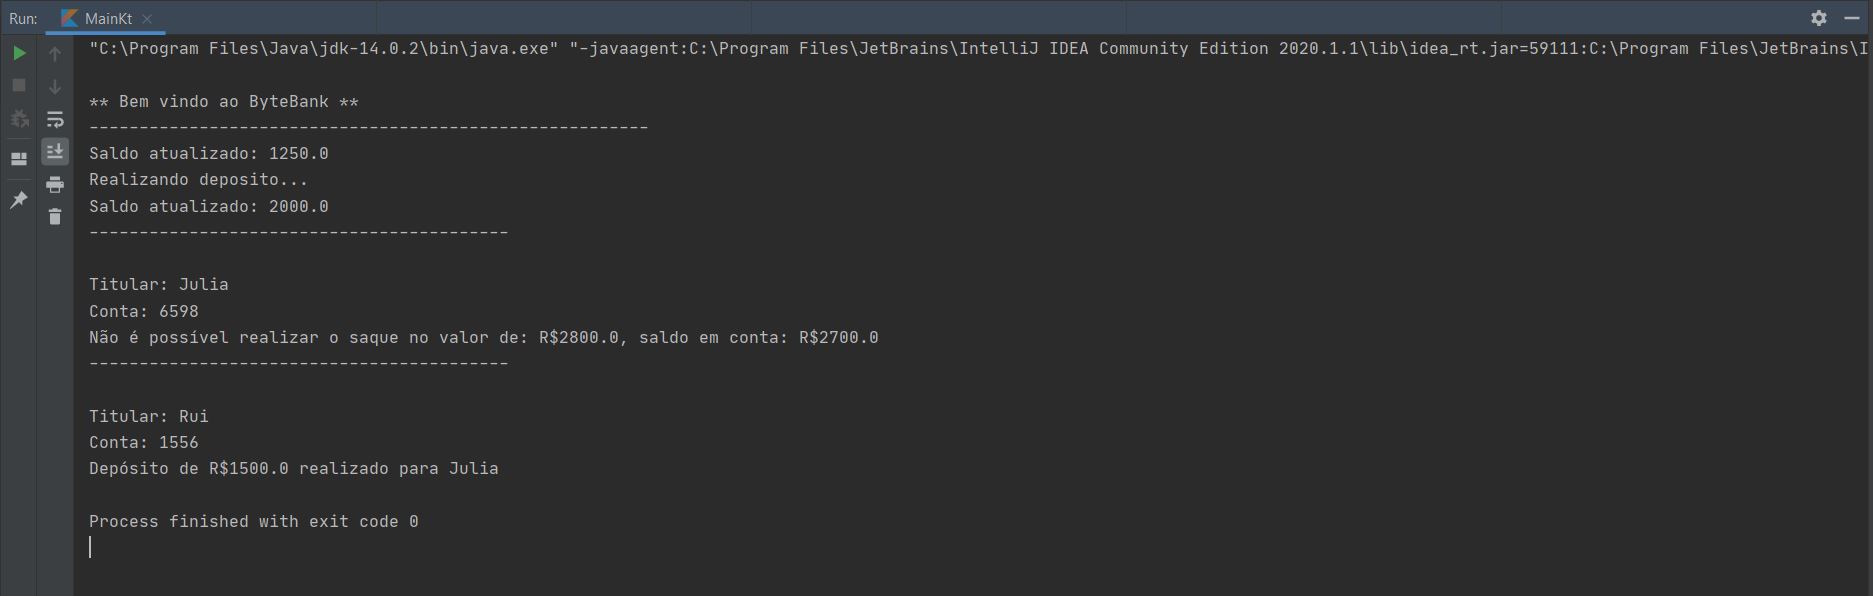 Run: MainKt
"C:\Program Files\Java\jdk-14.0.2\bin\java.exe" "-javaagent:C:\Program Files\JetBrains\IntelliJ IDEA Community Edition 2020.1.1\lib\idea_rt.jar=59111:C:\Program Files\JetBrains\I
** Bem vindo ao ByteBank **
--------------------------------------------------------
Saldo atualizado: 1250.0
Realizando deposito...
Saldo atualizado: 2000.0
------------------------------------------
Titular: Julia
Conta: 6598
Não é possível realizar o saque no valor de: R$2800.0, saldo em conta: R$2700.0
------------------------------------------
Titular: Rui
Conta: 1556
Depósito de R$1500.0 realizado para Julia
Process finished with exit code 0